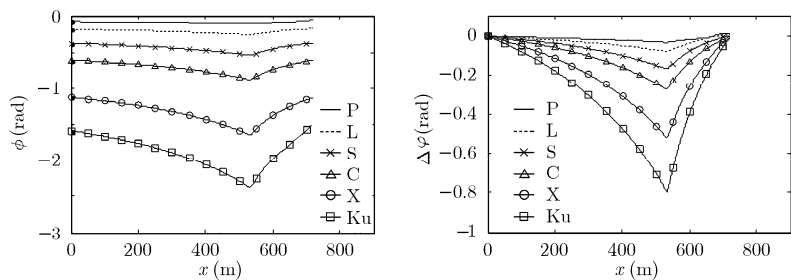 0
−1
−2
−3
ϕ (rad)
P
L
S
C
X
Ku
0 200 400 600 800
x (m)
0
−0.2
−0.4
−0.6
−0.8
−1
Δφ (rad)
P
L
S
C
X
Ku
0 200 400 600 800
x (m)